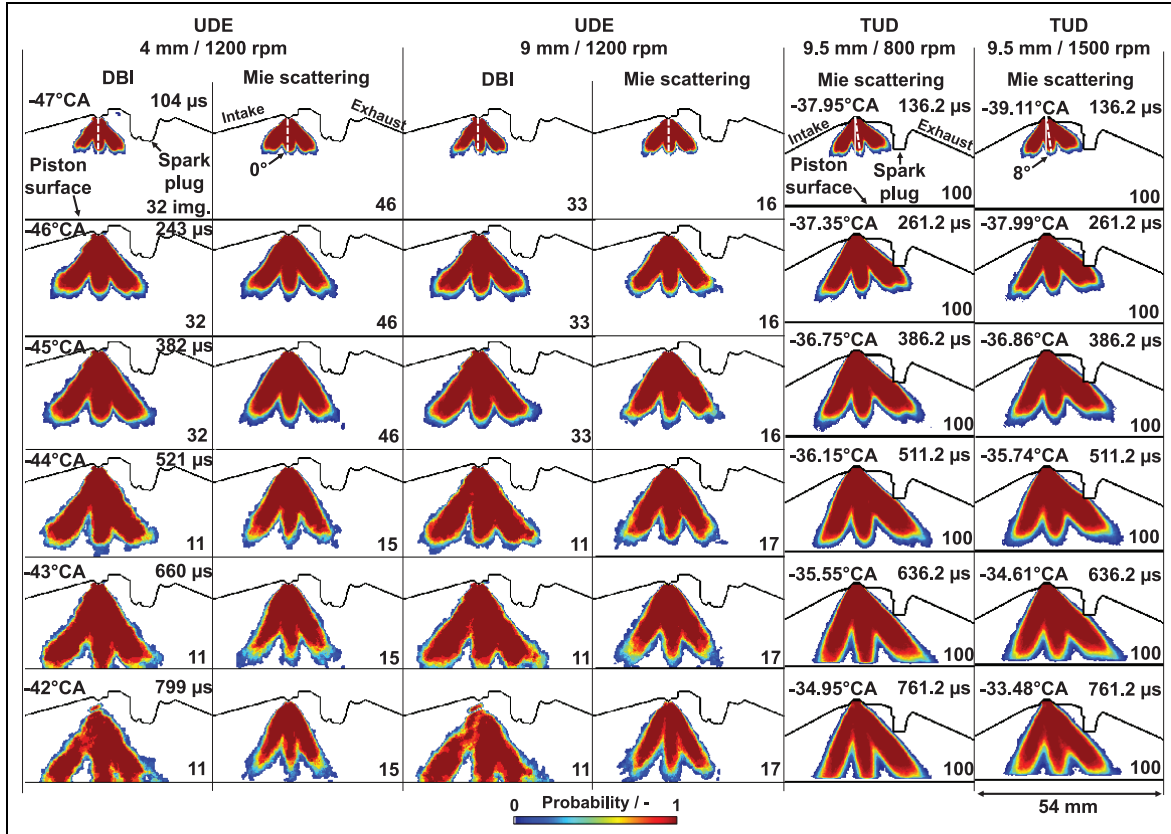 UDE UDE TUD TUD
4 mm / 1200 rpm 9 mm / 1200 rpm 9.5 mm / 800 rpm 9.5 mm / 1500 rpm
DBI Mie scattering DBI Mie scattering Mie scattering Mie scattering
-47°CA 104 µs -37.95°CA 136.2 µs -39.11°CA 136.2 µs
Intake Exhaust Intake Exhaust
Piston surface Spark plug 0° Piston surface Spark plug 8°
32 img. 46 33 16 100 100
-46°CA 243 µs -37.35°CA 261.2 µs -37.99°CA 261.2 µs
32 46 33 16 100 100
-45°CA 382 µs -36.75°CA 386.2 µs -36.86°CA 386.2 µs
32 46 33 16 100 100
-44°CA 521 µs -36.15°CA 511.2 µs -35.74°CA 511.2 µs
11 15 11 17 100 100
-43°CA 660 µs -35.55°CA 636.2 µs -34.61°CA 636.2 µs
11 15 11 17 100 100
-42°CA 799 µs -34.95°CA 761.2 µs -33.48°CA 761.2 µs
11 15 11 17 100 100
0 Probability / - 1 54 mm